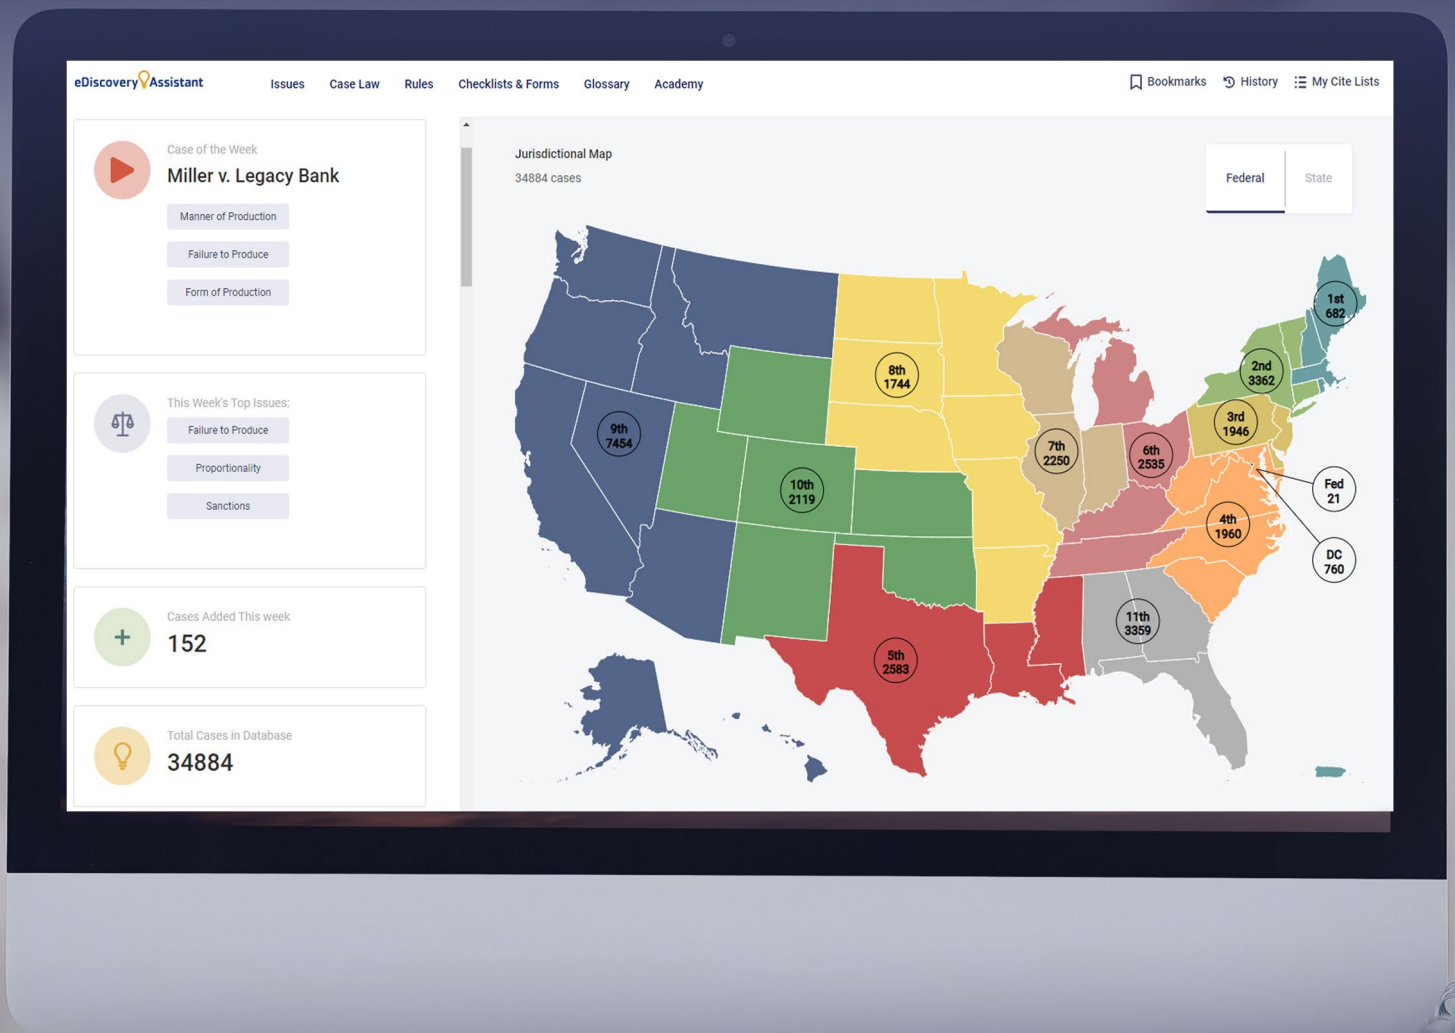 eDiscovery Assistant
Issues
Case Law
Rules
Checklists & Forms
Glossary
Academy
Bookmarks
History
My Cite Lists
Case of the Week
Miller v. Legacy Bank
Manner of Production
Failure to Produce
Form of Production
This Week's Top Issues:
Failure to Produce
Proportionality
Sanctions
Cases Added This week
152
Total Cases in Database
34884
Jurisdictional Map
34884 cases
Federal
State
1st
682
2nd
3362
8th
1744
3rd
1946
9th
7454
7th
2250
6th
2535
10th
2119
Fed
21
4th
1960
DC
760
11th
3359
5th
2583